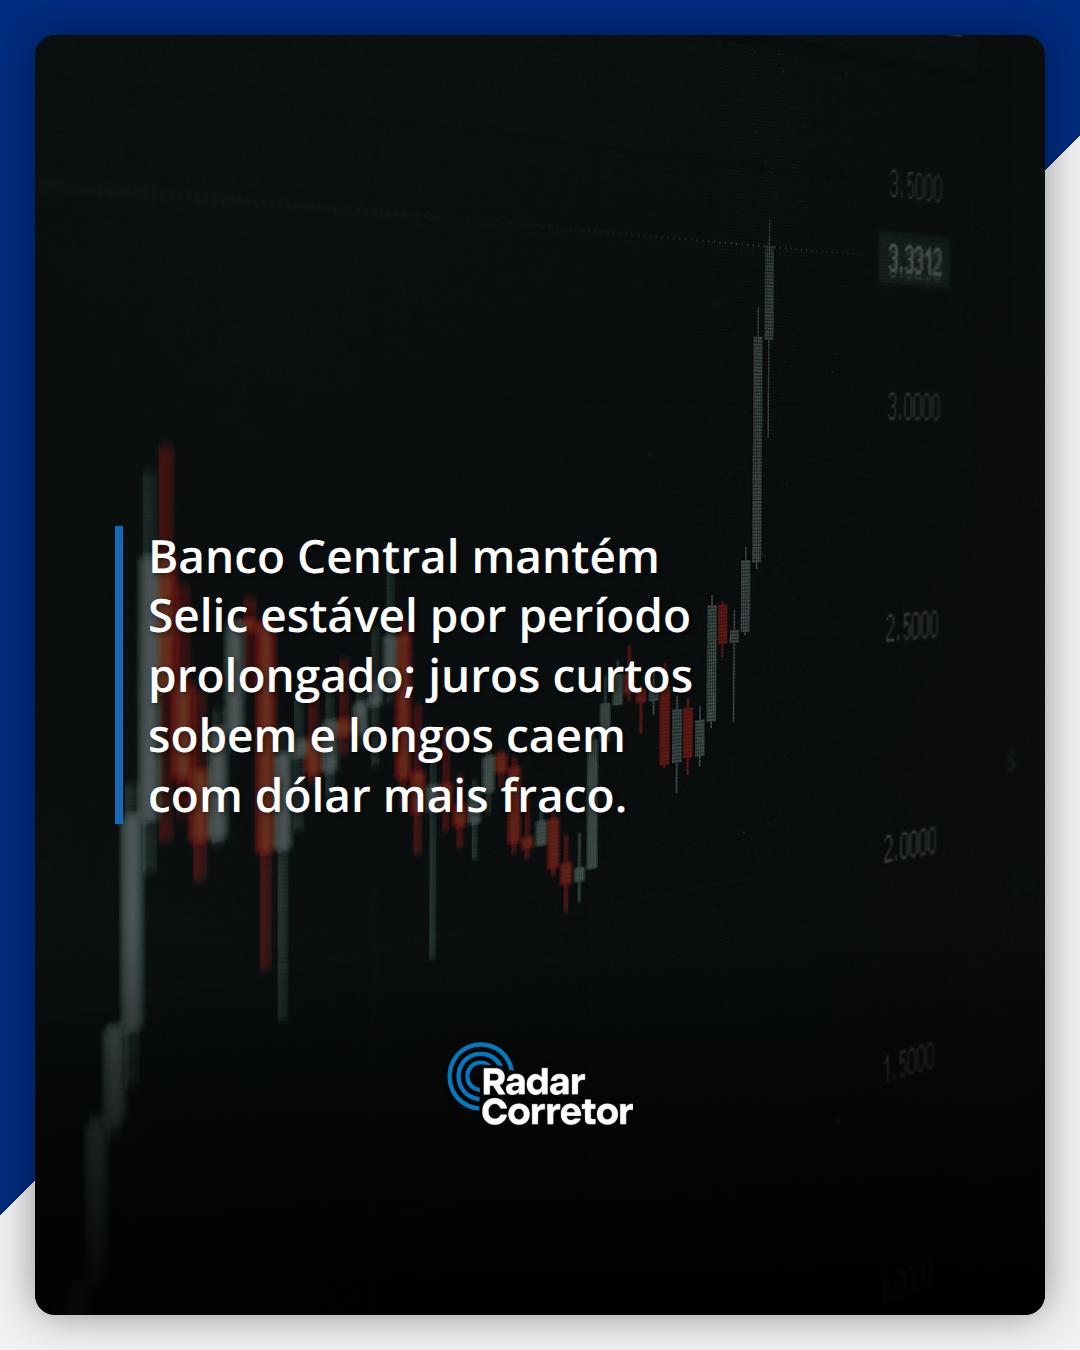 3.5000
3.3312
3.0000
Banco Central mantém
Selic estável por período
prolongado; juros curtos
sobem e longos caem
com dólar mais fraco.
2.5000
2.0000
1.5000
Radar
Corretor